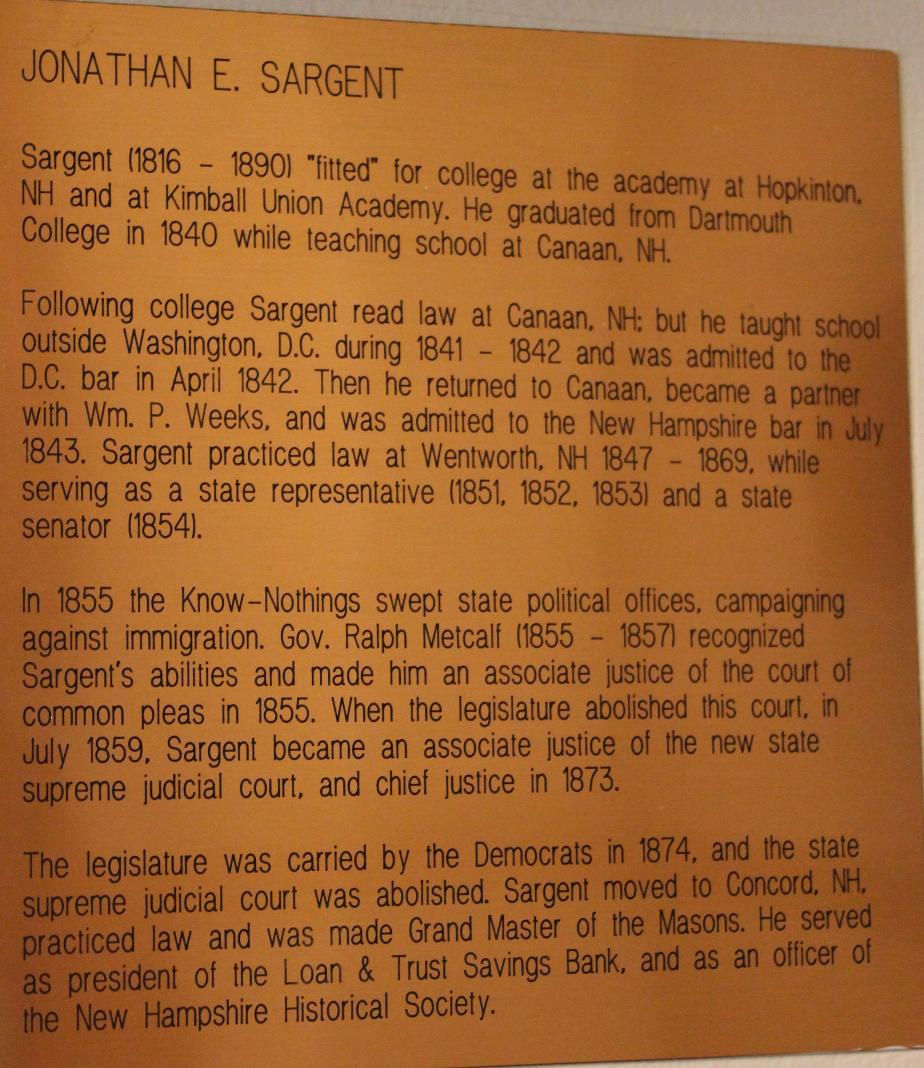 JONATHAN E. SARGENT
Sargent (1816 - 1890) "fitted" for college at the academy at Hopkinton,
NH and at Kimball Union Academy. He graduated from Dartmouth
College in 1840 while teaching school at Canaan, NH.
Following college Sargent read law at Canaan, NH; but he taught school
outside Washington, D.C. during 1841 - 1842 and was admitted to the
D.C. bar in April 1842. Then he returned to Canaan, became a partner
with Wm. P. Weeks, and was admitted to the New Hampshire bar in July
1843. Sargent practiced law at Wentworth, NH 1847 - 1869, while
serving as a state representative (1851, 1852, 1853) and a state
senator (1854).
In 1855 the Know-Nothings swept state political offices, campaigning
against immigration. Gov. Ralph Metcalf (1855 - 1857) recognized
Sargent's abilities and made him an associate justice of the court of
common pleas in 1855. When the legislature abolished this court, in
July 1859, Sargent became an associate justice of the new state
supreme judicial court, and chief justice in 1873.
The legislature was carried by the Democrats in 1874, and the state
supreme judicial court was abolished. Sargent moved to Concord, NH,
practiced law and was made Grand Master of the Masons. He served
as president of the Loan & Trust Savings Bank, and as an officer of
the New Hampshire Historical Society.